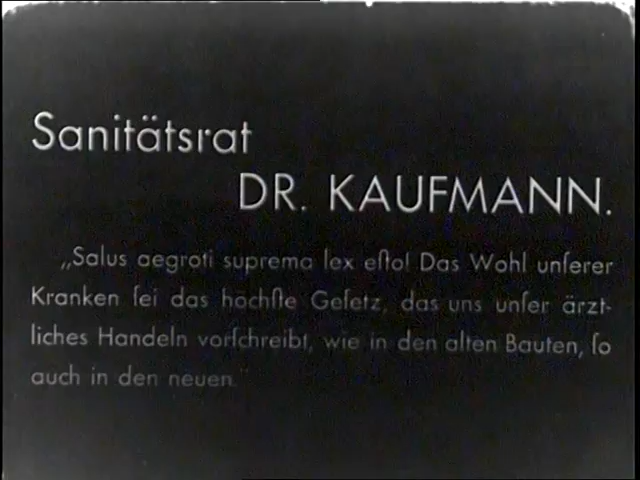 Sanitätsrat
DR. KAUFMANN.
„Salus aegroti suprema lex eſto! Das Wohl unſerer
Kranken ſei das höchſte Geſetz, das uns unſer ärzt-
liches Handeln vorſchreibt, wie in den alten Bauten, ſo
auch in den neuen.